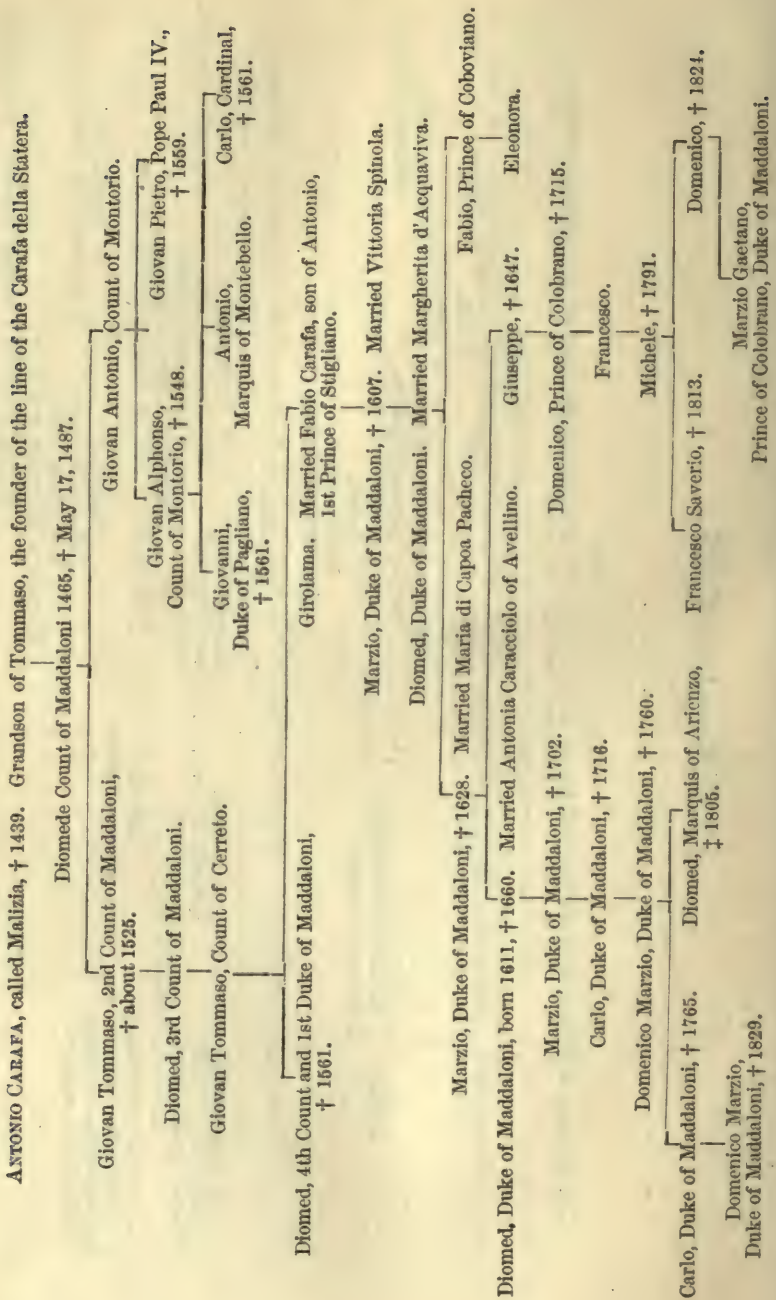 ANTONIO CARAFA, called Malizia, † 1439. Grandson of Tommaso, the founder of the line of the Carafa della Statera.
Diomede Count of Maddaloni 1465, † May 17, 1487.
Giovan Tommaso, 2nd Count of Maddaloni,
† about 1525.
Giovan Antonio, Count of Montorio.
Diomed, 3rd Count of Maddaloni.
Giovan Alphonso,
Count of Montorio, † 1548.
Giovan Pietro, Pope Paul IV.,
† 1559.
Giovan Tommaso, Count of Cerreto.
Giovanni,
Duke of Pagliano,
† 1561.
Antonio,
Marquis of Montebello.
Carlo, Cardinal,
† 1561.
Diomed, 4th Count and 1st Duke of Maddaloni,
† 1561.
Girolama. Married Fabio Carafa, son of Antonio,
1st Prince of Stigliano.
Marzio, Duke of Maddaloni, † 1607. Married Vittoria Spinola.
Diomed, Duke of Maddaloni. Married Margherita d'Acquaviva.
Marzio, Duke of Maddaloni, † 1628. Married Maria di Capoa Pacheco.
Fabio, Prince of Coboviano.
Diomed, Duke of Maddaloni, born 1611, † 1660. Married Antonia Caracciolo of Avellino.
Giuseppe, † 1647.
Eleonora.
Marzio, Duke of Maddaloni, † 1702.
Domenico, Prince of Colobrano, † 1715.
Carlo, Duke of Maddaloni, † 1716.
Francesco.
Domenico Marzio, Duke of Maddaloni, † 1760.
Michele, † 1791.
Carlo, Duke of Maddaloni, † 1765.
Diomed, Marquis of Arienzo,
‡ 1805.
Francesco Saverio, † 1813.
Domenico, † 1824.
Domenico Marzio,
Duke of Maddaloni, † 1829.
Marzio Gaetano,
Prince of Colobrano, Duke of Maddaloni.